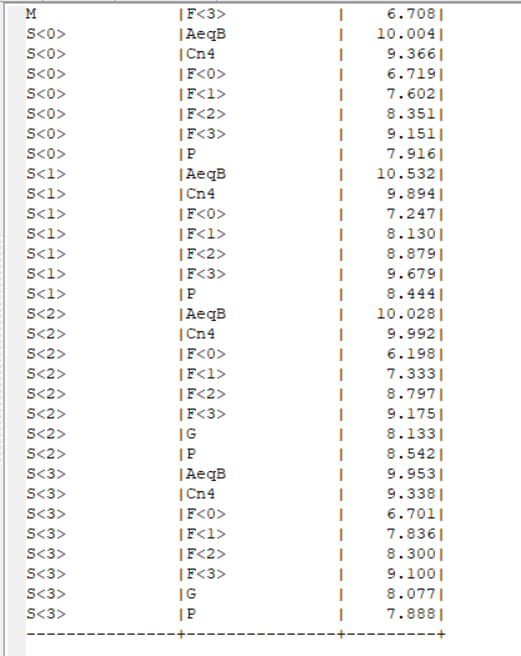 M              |F<3>           |    6.708|
S<0>           |AeqB           |   10.004|
S<0>           |Cn4            |    9.366|
S<0>           |F<0>           |    6.719|
S<0>           |F<1>           |    7.602|
S<0>           |F<2>           |    8.351|
S<0>           |F<3>           |    9.151|
S<0>           |P              |    7.916|
S<1>           |AeqB           |   10.532|
S<1>           |Cn4            |    9.894|
S<1>           |F<0>           |    7.247|
S<1>           |F<1>           |    8.130|
S<1>           |F<2>           |    8.879|
S<1>           |F<3>           |    9.679|
S<1>           |P              |    8.444|
S<2>           |AeqB           |   10.028|
S<2>           |Cn4            |    9.992|
S<2>           |F<0>           |    6.198|
S<2>           |F<1>           |    7.333|
S<2>           |F<2>           |    8.797|
S<2>           |F<3>           |    9.175|
S<2>           |G              |    8.133|
S<2>           |P              |    8.542|
S<3>           |AeqB           |    9.953|
S<3>           |Cn4            |    9.338|
S<3>           |F<0>           |    6.701|
S<3>           |F<1>           |    7.836|
S<3>           |F<2>           |    8.300|
S<3>           |F<3>           |    9.100|
S<3>           |G              |    8.077|
S<3>           |P              |    7.888|
---------------+---------------+---------+